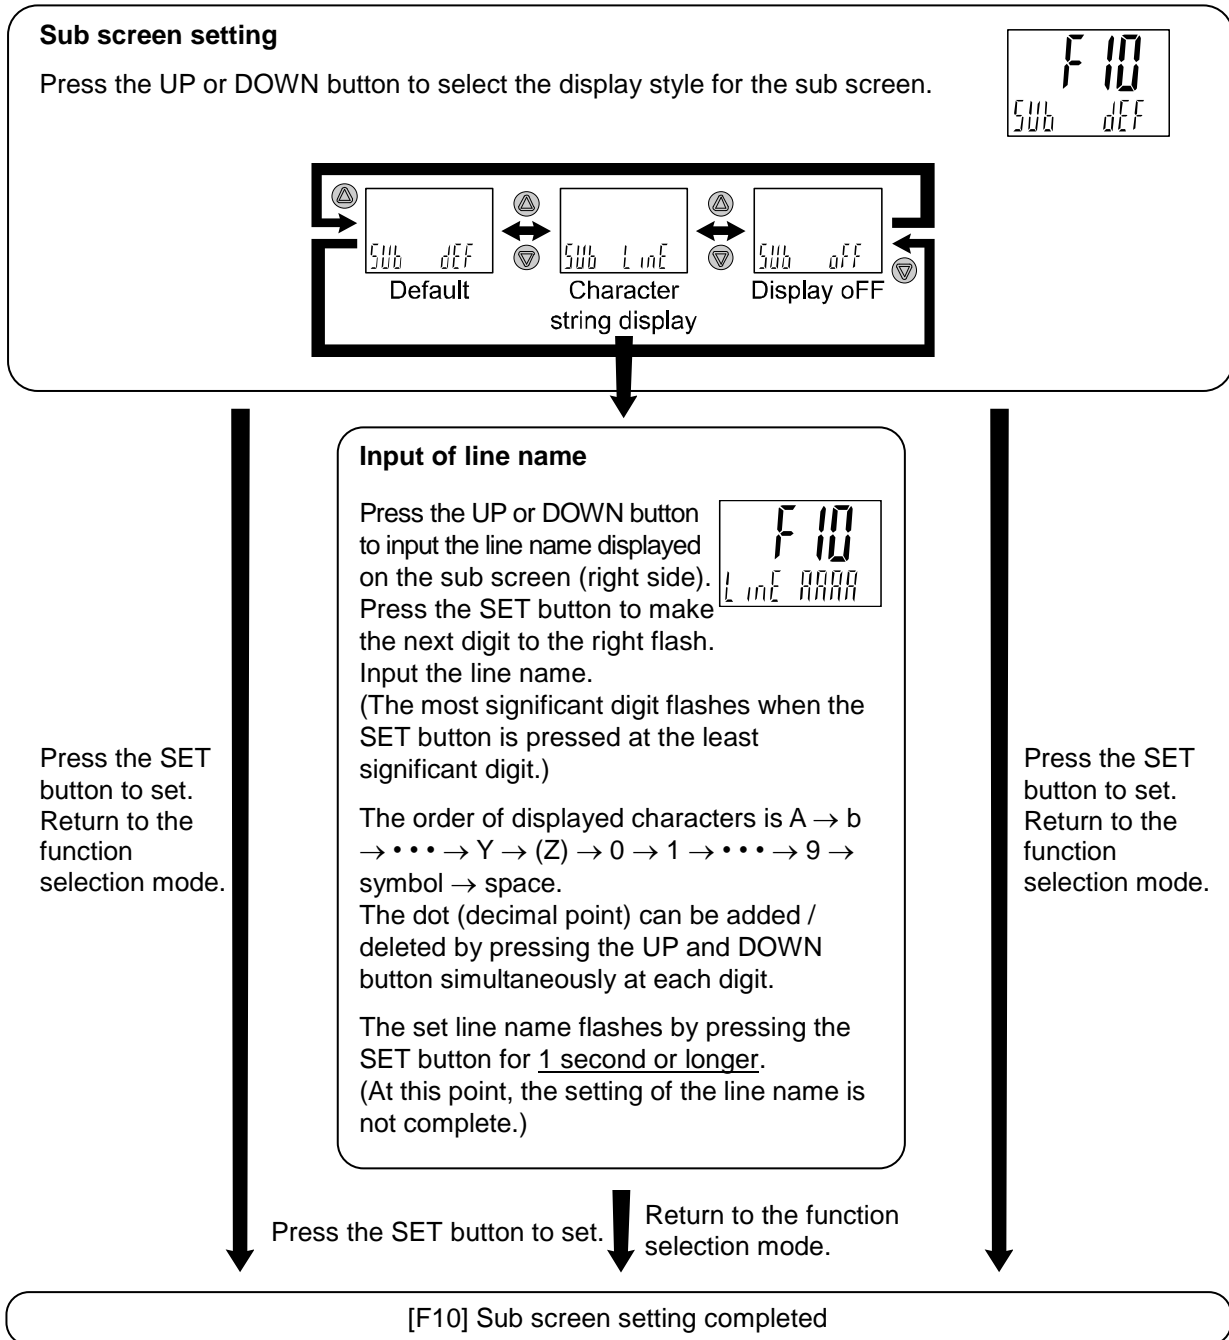 Sub screen setting
Press the UP or DOWN button to select the display style for the sub screen.
F 10
SUb dEF
SUb dEF
SUb LinE
SUb oFF
Default
Character
string display
Display oFF
Input of line name
Press the UP or DOWN button
to input the line name displayed
on the sub screen (right side).
Press the SET button to make
the next digit to the right flash.
Input the line name.
(The most significant digit flashes when the
SET button is pressed at the least
significant digit.)
F 10
LinE AAAA
The order of displayed characters is A → b
→ • • • → Y → (Z) → 0 → 1 → • • • → 9 →
symbol → space.
The dot (decimal point) can be added /
deleted by pressing the UP and DOWN
button simultaneously at each digit.
The set line name flashes by pressing the
SET button for 1 second or longer.
(At this point, the setting of the line name is
not complete.)
Press the SET
button to set.
Return to the
function
selection mode.
Press the SET
button to set.
Return to the
function
selection mode.
Press the SET button to set.
Return to the function
selection mode.
[F10] Sub screen setting completed